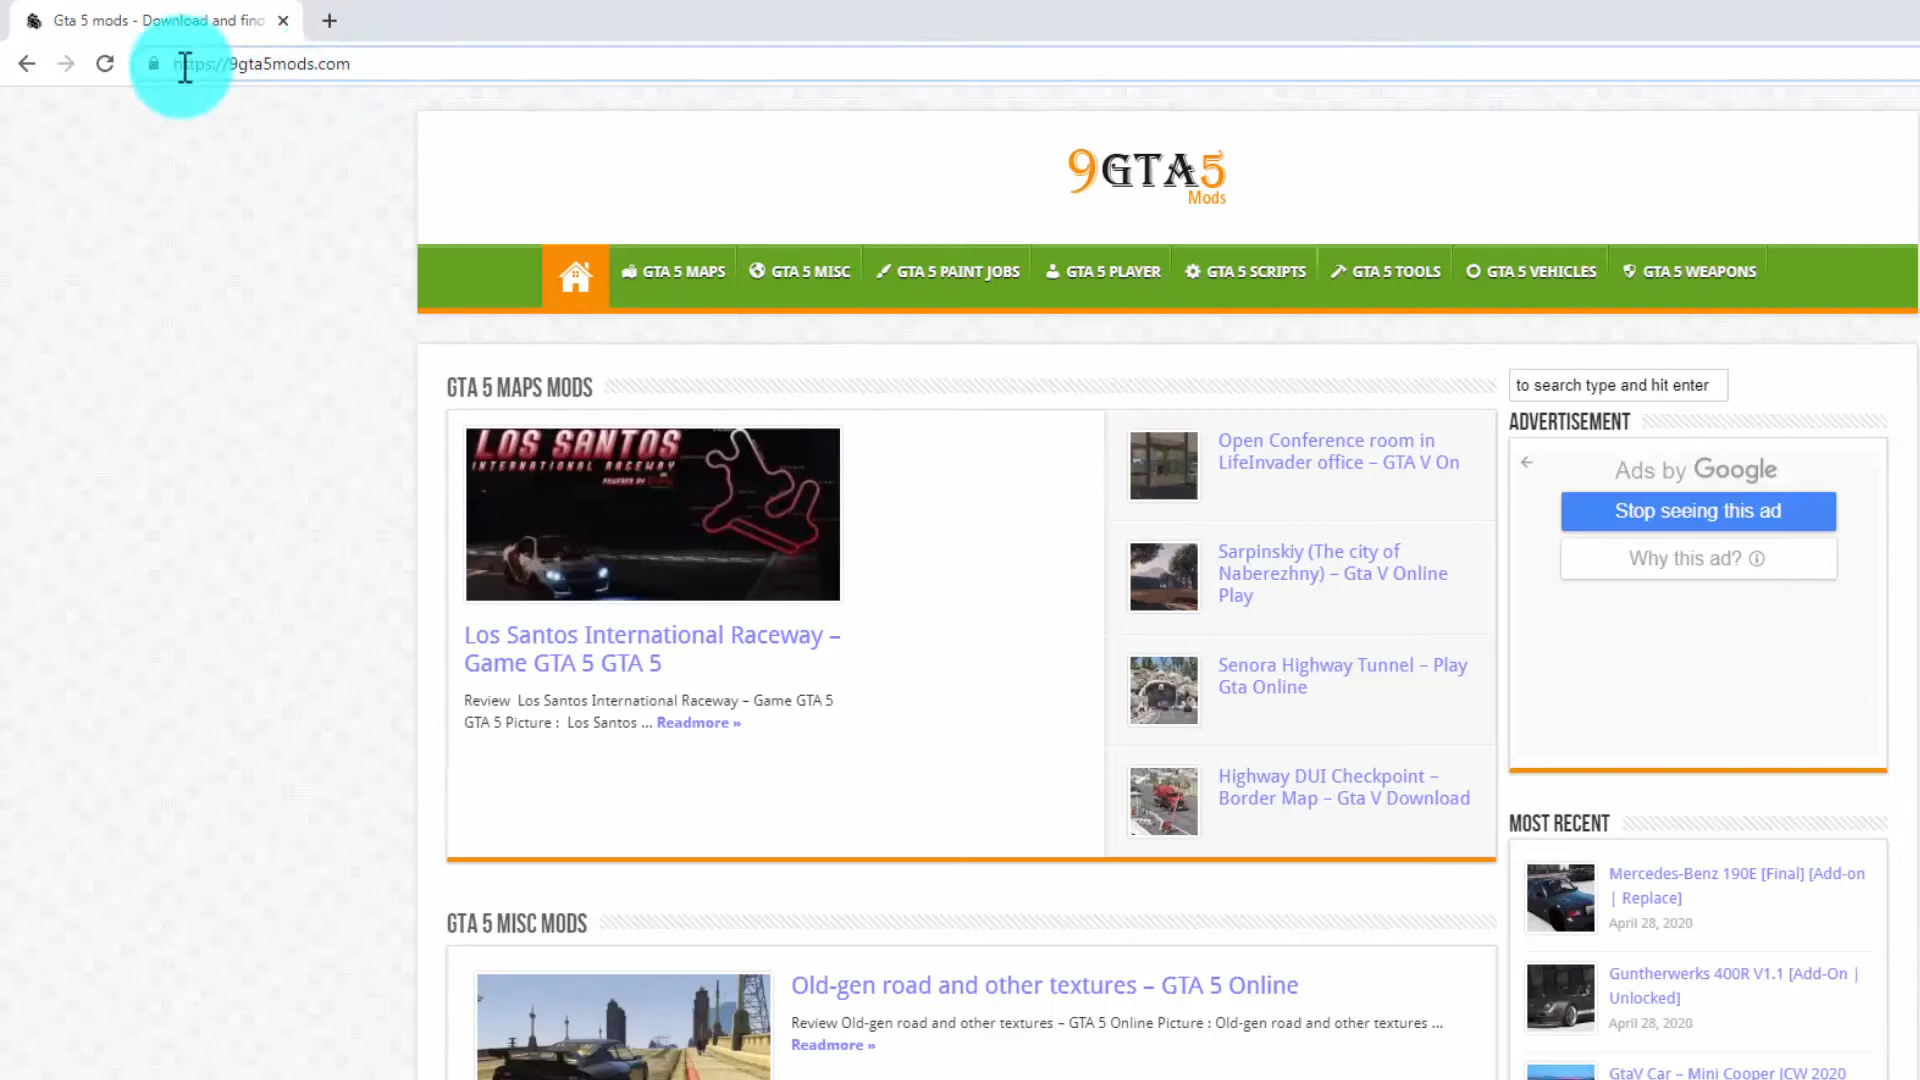 Gta 5 mods - Download and find
https://9gta5mods.com
9GTA5
Mods
GTA 5 MAPS
GTA 5 MISC
GTA 5 PAINT JOBS
GTA 5 PLAYER
GTA 5 SCRIPTS
GTA 5 TOOLS
GTA 5 VEHICLES
GTA 5 WEAPONS
GTA 5 MAPS MODS
LOS SANTOS
INTERNATIONAL RACEWAY
POWERED BY
Los Santos International Raceway –
Game GTA 5 GTA 5
Review Los Santos International Raceway – Game GTA 5
GTA 5 Picture : Los Santos ... Readmore »
Open Conference room in
LifeInvader office – GTA V On
Sarpinskiy (The city of
Naberezhny) – Gta V Online
Play
Senora Highway Tunnel – Play
Gta Online
Highway DUI Checkpoint –
Border Map – Gta V Download
to search type and hit enter
ADVERTISEMENT
Ads by Google
Stop seeing this ad
Why this ad?
MOST RECENT
Mercedes-Benz 190E [Final] [Add-on
| Replace]
April 28, 2020
Guntherwerks 400R V1.1 [Add-On |
Unlocked]
April 28, 2020
GtaV Car – Mini Cooper JCW 2020
GTA 5 MISC MODS
Old-gen road and other textures – GTA 5 Online
Review Old-gen road and other textures – GTA 5 Online Picture : Old-gen road and other textures ...
Readmore »